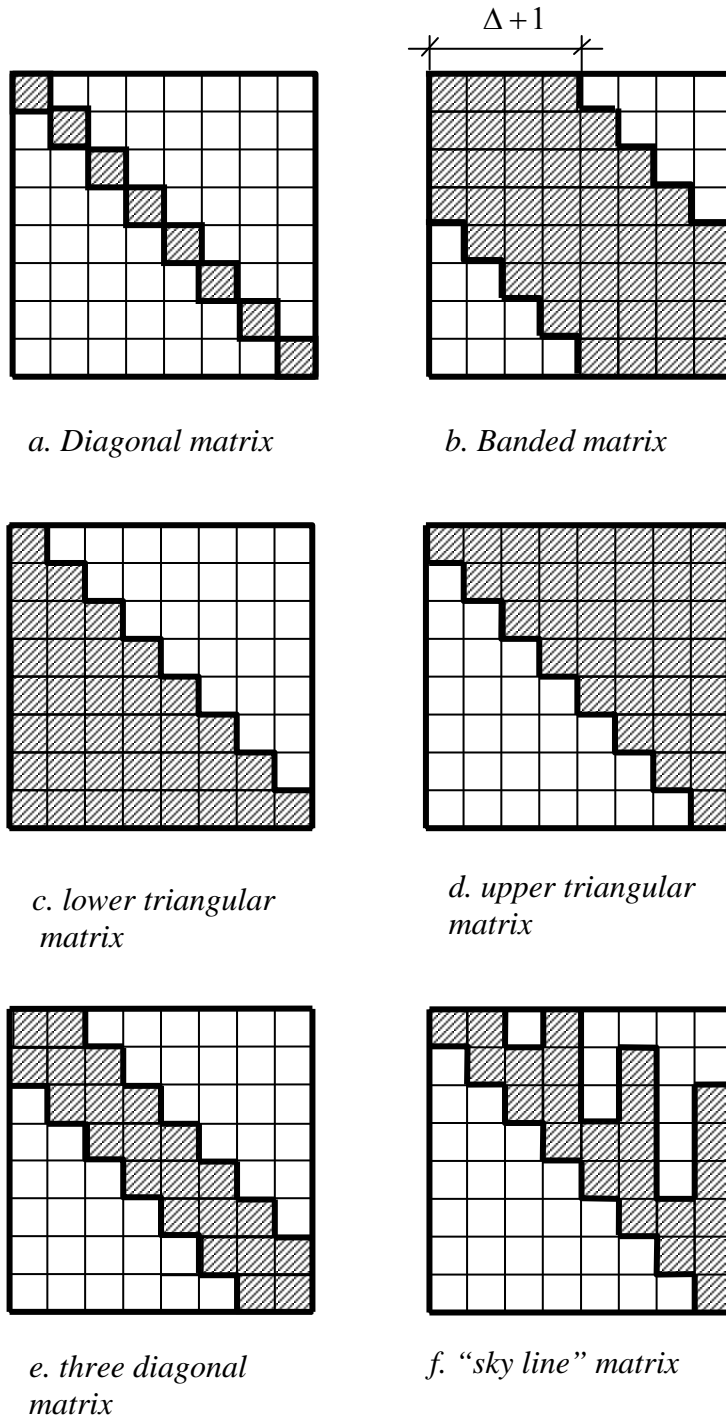 Δ + 1
a. Diagonal matrix
b. Banded matrix
c. lower triangular
matrix
d. upper triangular
matrix
e. three diagonal
matrix
f. “sky line” matrix